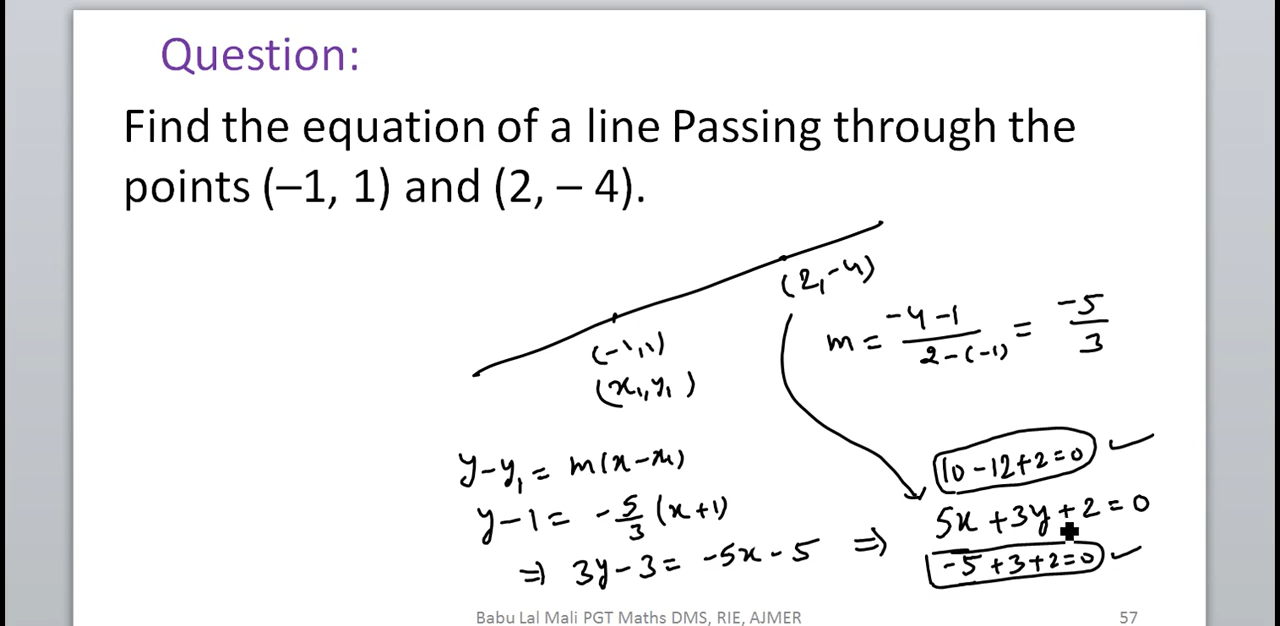 Question:
Find the equation of a line Passing through the
points (–1, 1) and (2, – 4).
(2, -4)
(-1, 1)
(x₁, y₁)
m = -4-1 / 2-(-1) = -5/3
y-y₁ = m(x-x₁)
y-1 = -5/3 (x+1)
⇒ 3y-3 = -5x-5 ⇒ 5x+3y+2=0
10-12+2=0 ✓
-5+3+2=0 ✓
Babu Lal Mali PGT Maths DMS, RIE, AJMER 57